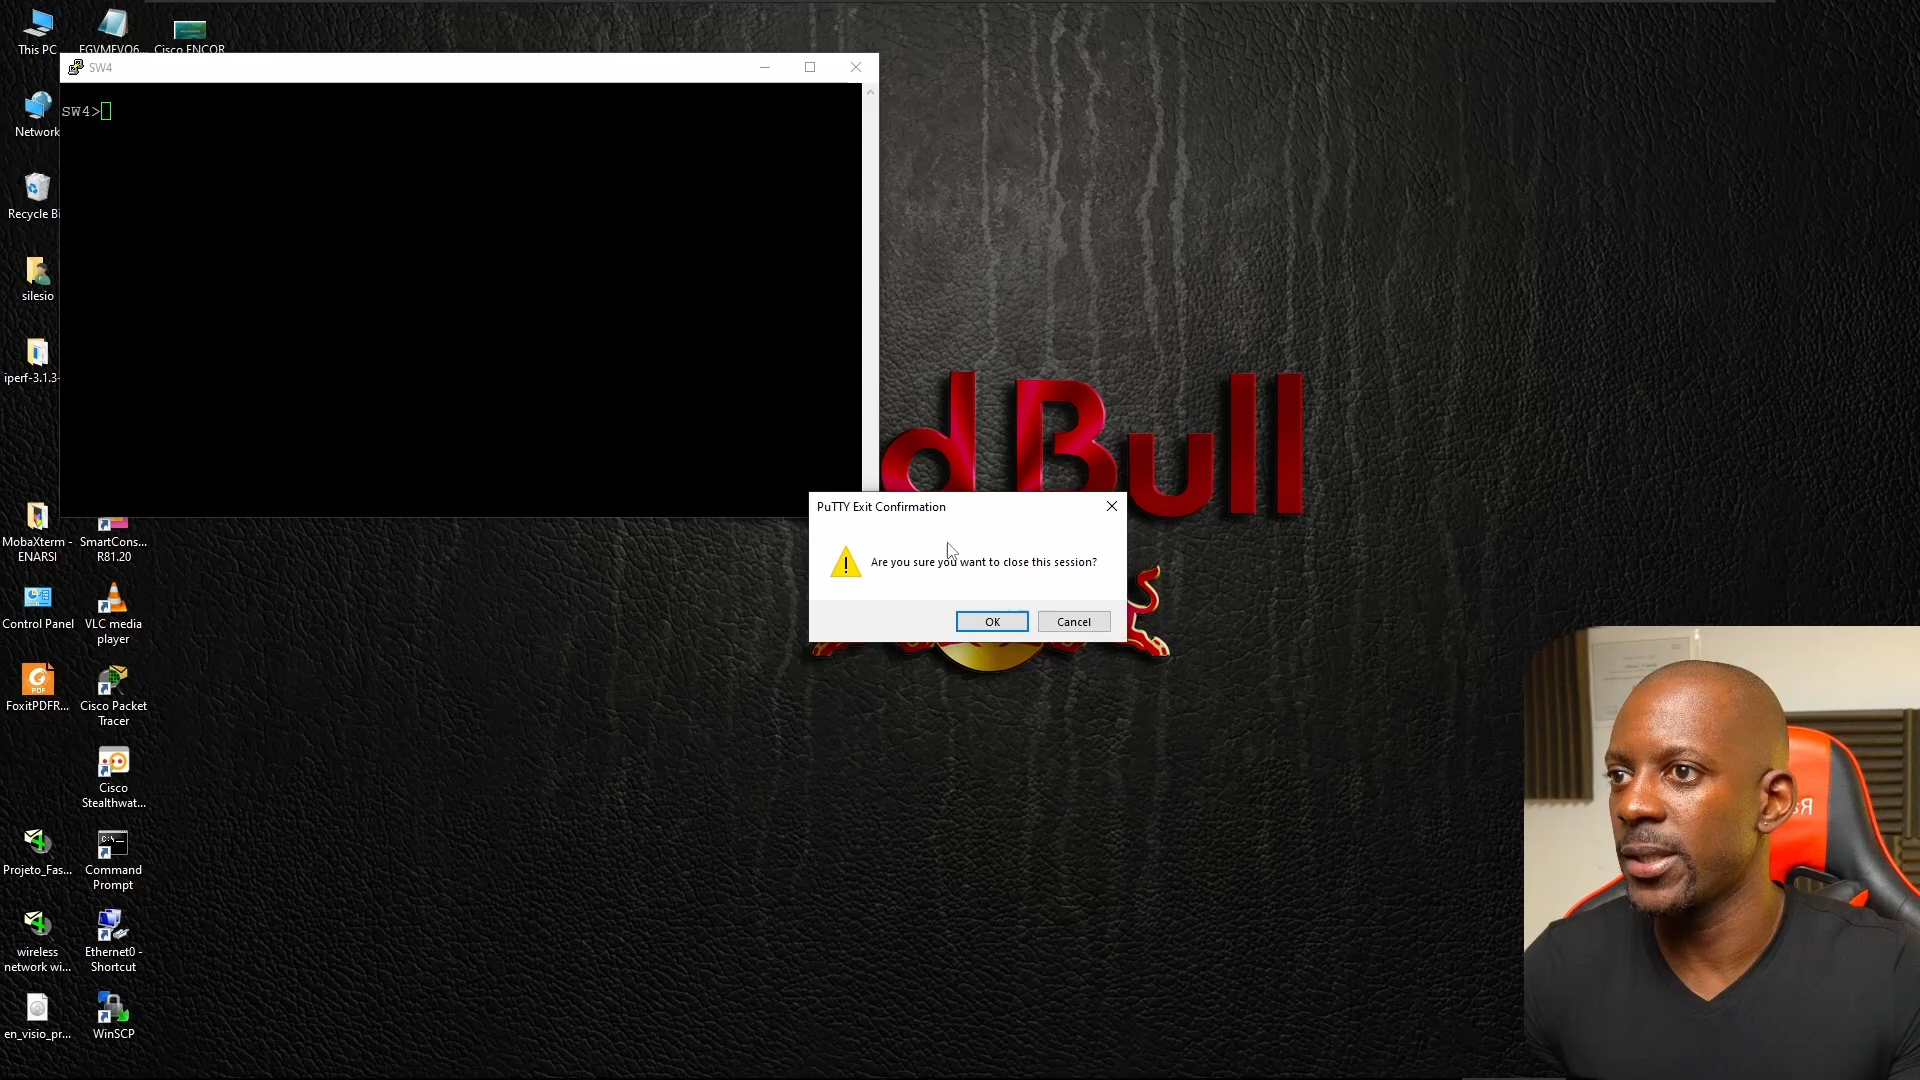 This PC
EGVMEVO6...
Cisco ENCOR
SW4
SW4>
Network
Recycle Bi
silesio
iperf-3.1.3-
d Bull
PuTTY Exit Confirmation
Are you sure you want to close this session?
OK
Cancel
MobaXterm -
ENARSI
SmartCons...
R81.20
Control Panel
VLC media
player
FoxitPDFR...
Cisco Packet
Tracer
Cisco
Stealthwat...
Projeto_Fas...
Command
Prompt
wireless
network wi...
Ethernet0 -
Shortcut
en_visio_pr...
WinSCP